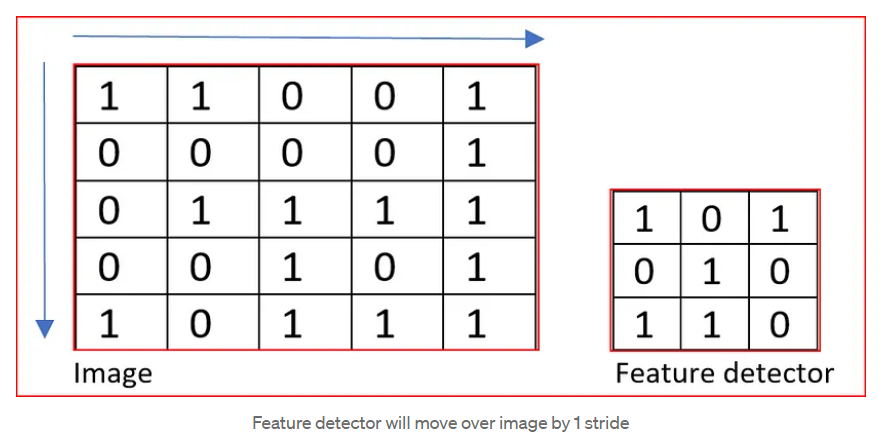 1 1 0 0 1
0 0 0 0 1
0 1 1 1 1
0 0 1 0 1
1 0 1 1 1
Image
1 0 1
0 1 0
1 1 0
Feature detector
Feature detector will move over image by 1 stride